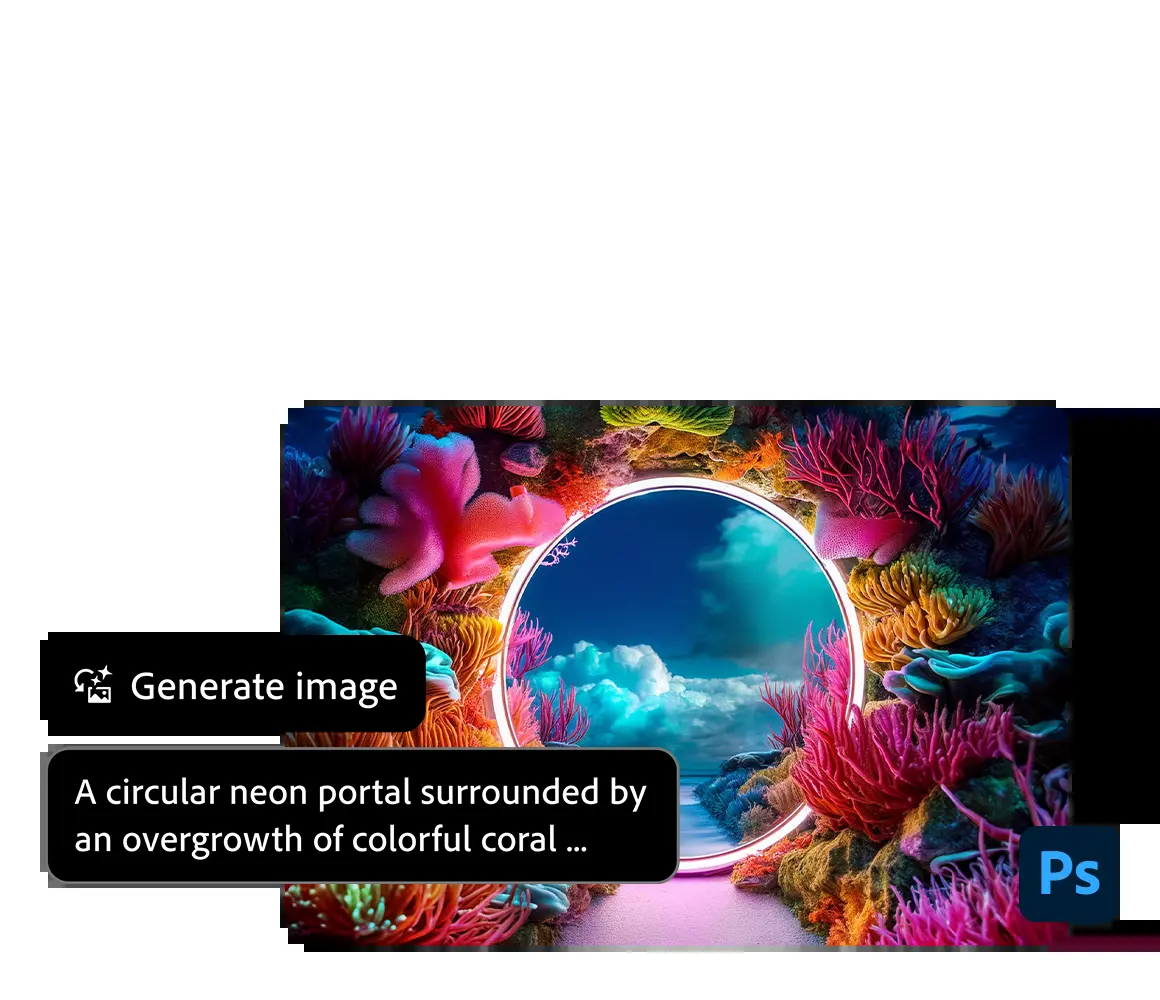 Generate image
A circular neon portal surrounded by
an overgrowth of colorful coral ...
Ps